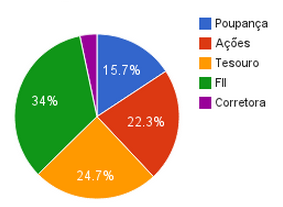 Poupança
Ações
Tesouro
FII
Corretora
15.7%
22.3%
24.7%
34%